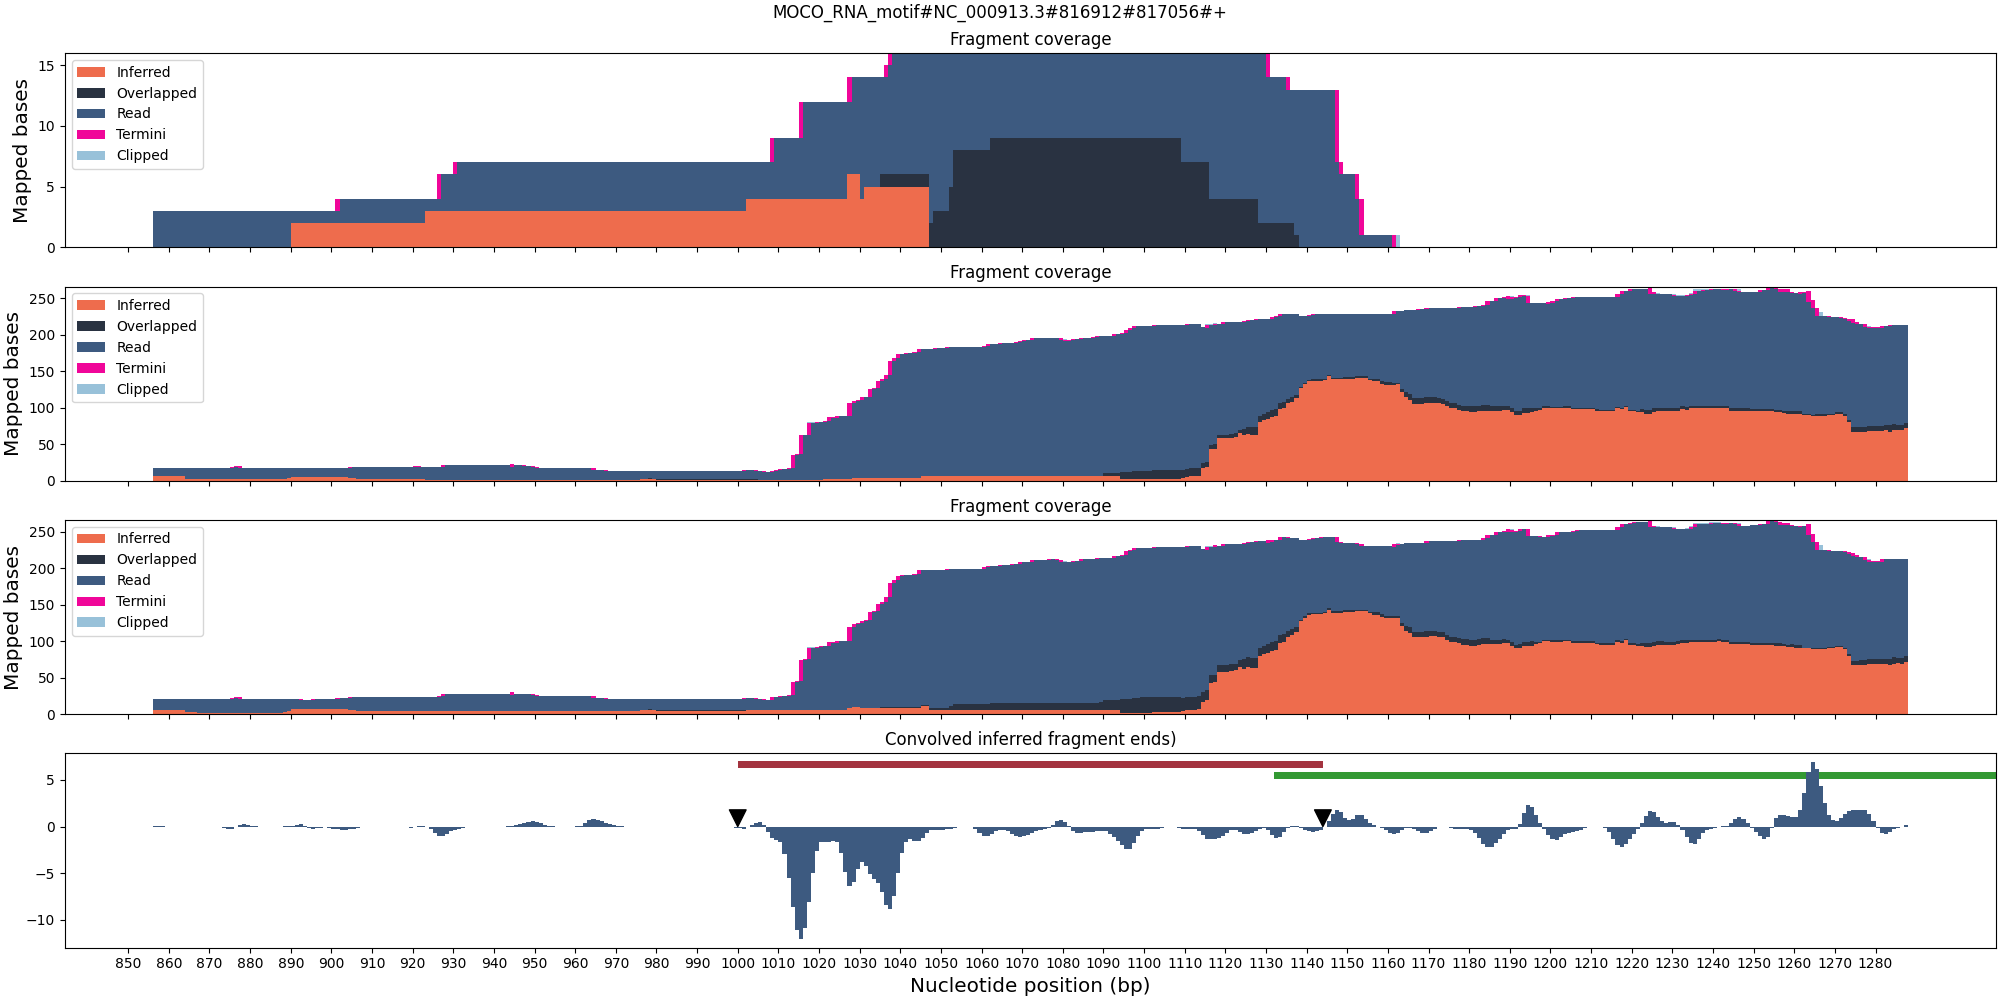 MOCO_RNA_motif#NC_000913.3#816912#817056#+
Fragment coverage
Mapped bases
15
10
5
0
Inferred
Overlapped
Read
Termini
Clipped
Fragment coverage
Mapped bases
250
200
150
100
50
0
Inferred
Overlapped
Read
Termini
Clipped
Fragment coverage
Mapped bases
250
200
150
100
50
0
Inferred
Overlapped
Read
Termini
Clipped
Convolved inferred fragment ends)
5
0
−5
−10
850 860 870 880 890 900 910 920 930 940 950 960 970 980 990 1000 1010 1020 1030 1040 1050 1060 1070 1080 1090 1100 1110 1120 1130 1140 1150 1160 1170 1180 1190 1200 1210 1220 1230 1240 1250 1260 1270 1280
Nucleotide position (bp)